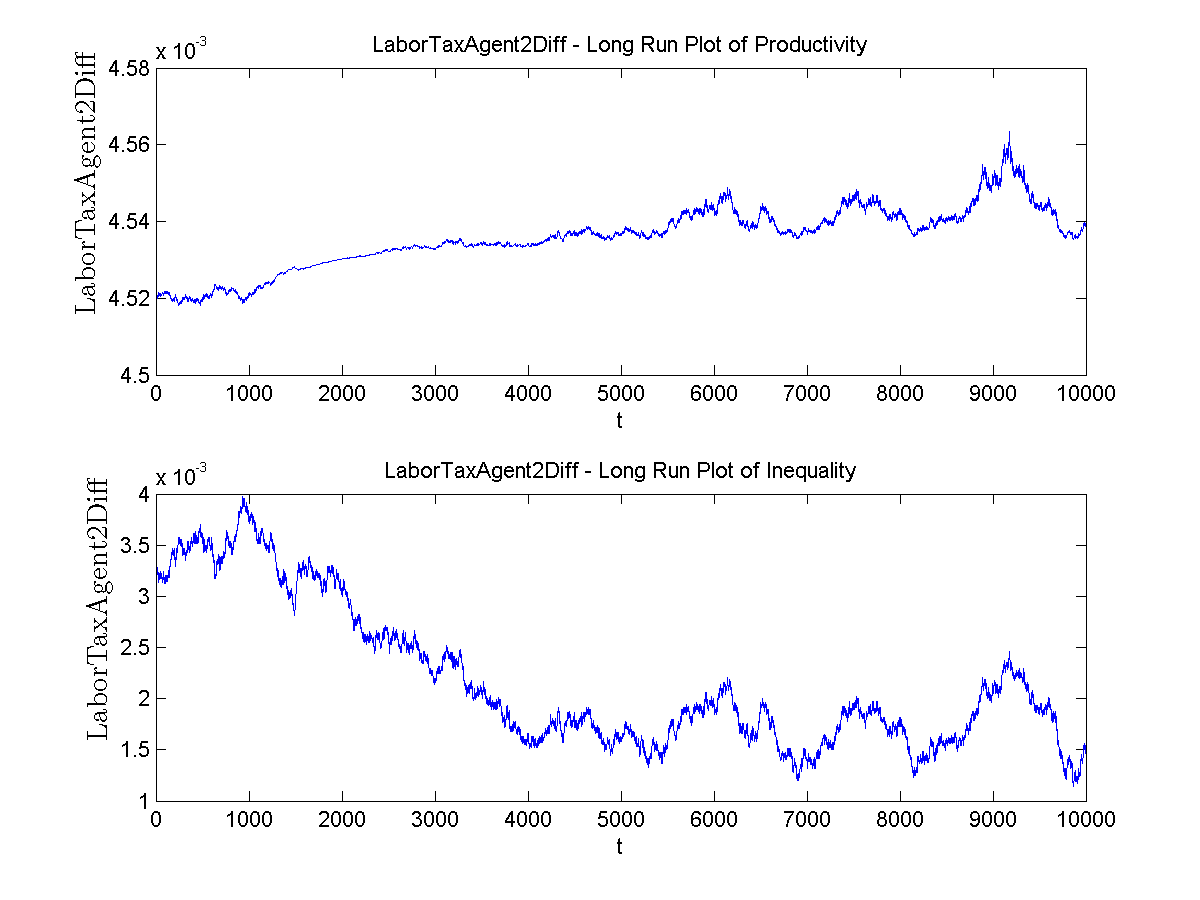 LaborTaxAgent2Diff - Long Run Plot of Productivity
x 10-3
LaborTaxAgent2Diff
4.58
4.56
4.54
4.52
4.5
0 1000 2000 3000 4000 5000 6000 7000 8000 9000 10000
t
LaborTaxAgent2Diff - Long Run Plot of Inequality
x 10-3
LaborTaxAgent2Diff
4
3.5
3
2.5
2
1.5
1
0 1000 2000 3000 4000 5000 6000 7000 8000 9000 10000
t